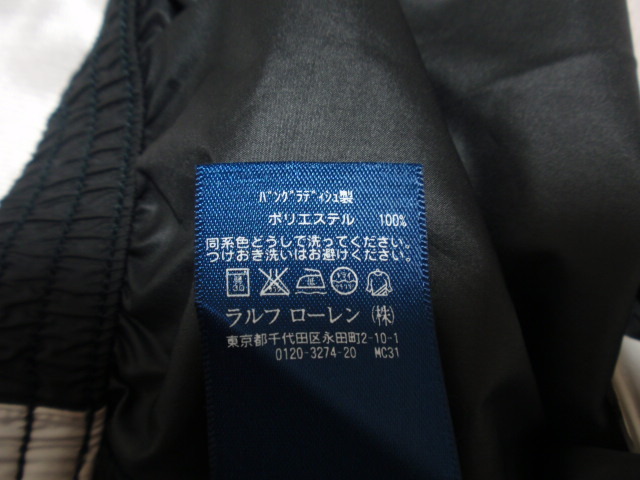 バングラディシュ製
ポリエステル 100%
同系色どうしで洗ってください。
つけおき洗いはお避けください。
ラルフ ローレン (株)
東京都千代田区永田町2-10-1
0120-3274-20 MC31